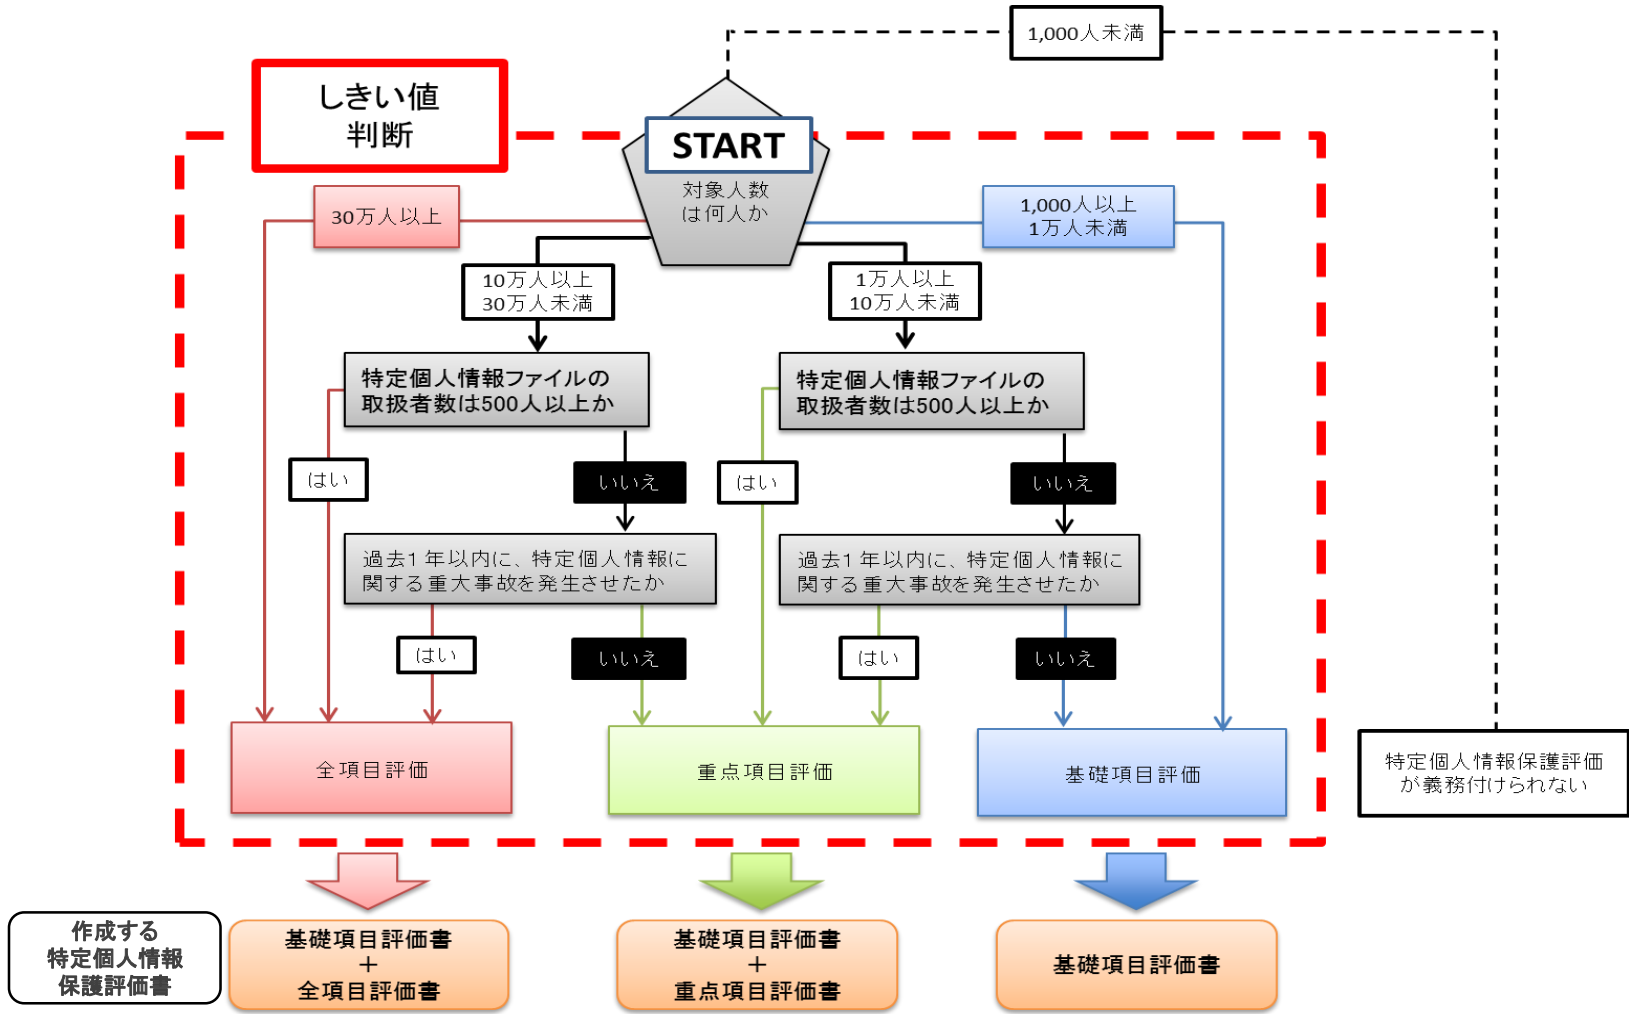 1,000人未満
しきい値
判断
START
対象人数
は何人か
30万人以上
1,000人以上
1万人未満
10万人以上
30万人未満
1万人以上
10万人未満
特定個人情報ファイルの
取扱者数は500人以上か
特定個人情報ファイルの
取扱者数は500人以上か
はい
いいえ
はい
いいえ
過去1年以内に、特定個人情報に
関する重大事故を発生させたか
過去1年以内に、特定個人情報に
関する重大事故を発生させたか
はい
いいえ
はい
いいえ
全項目評価
重点項目評価
基礎項目評価
特定個人情報保護評価
が義務付けられない
作成する
特定個人情報
保護評価書
基礎項目評価書
+
全項目評価書
基礎項目評価書
+
重点項目評価書
基礎項目評価書